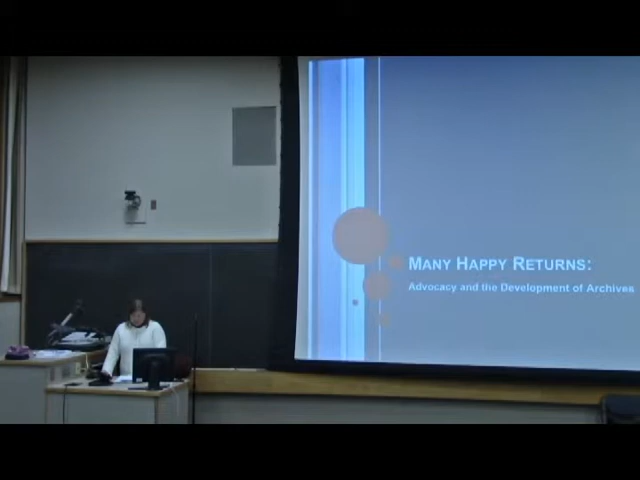 MANY HAPPY RETURNS:
Advocacy and the Development of Archives